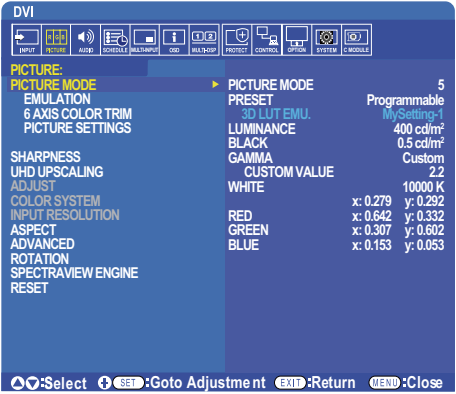 DVI
INPUT PICTURE AUDIO SCHEDULE MULTI-INPUT OSD MULTI-DSP PROTECT CONTROL OPTION SYSTEM C MODULE
PICTURE:
PICTURE MODE
EMULATION
6 AXIS COLOR TRIM
PICTURE SETTINGS
SHARPNESS
UHD UPSCALING
ADJUST
COLOR SYSTEM
INPUT RESOLUTION
ASPECT
ADVANCED
ROTATION
SPECTRAVIEW ENGINE
RESET
PICTURE MODE 5
PRESET Programmable
3D LUT EMU. MySetting-1
LUMINANCE 400 cd/m²
BLACK 0.5 cd/m²
GAMMA Custom
CUSTOM VALUE 2.2
WHITE 10000 K
x: 0.279 y: 0.292
RED x: 0.642 y: 0.332
GREEN x: 0.307 y: 0.602
BLUE x: 0.153 y: 0.053
:Select SET :Goto Adjustment EXIT :Return MENU :Close